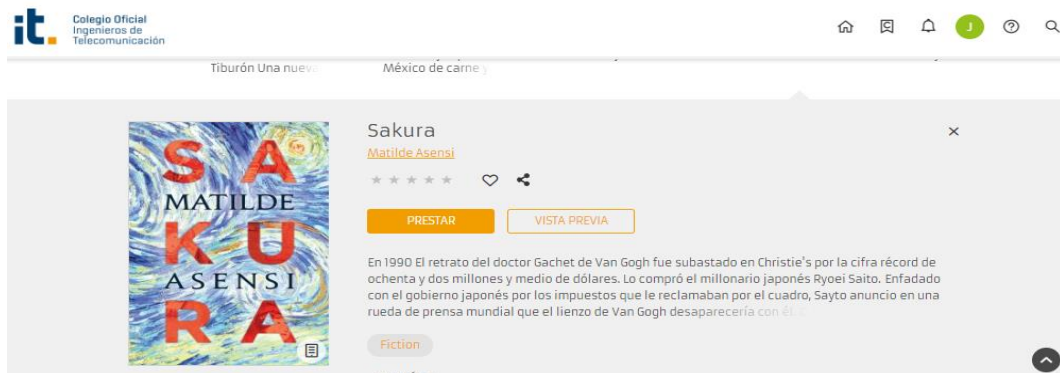 it.
Colegio Oficial
Ingenieros de
Telecomunicación
J
Tiburón Una nueva
México de carne y
SA
MATILDE
KU
ASENSI
RA
Sakura
Matilde Asensi
PRESTAR
VISTA PREVIA
En 1990 El retrato del doctor Gachet de Van Gogh fue subastado en Christie's por la cifra récord de
ochenta y dos millones y medio de dólares. Lo compró el millonario japonés Ryoei Saito. Enfadado
con el gobierno japonés por los impuestos que le reclamaban por el cuadro, Sayto anuncio en una
rueda de prensa mundial que el lienzo de Van Gogh desaparecería con él.
Fiction